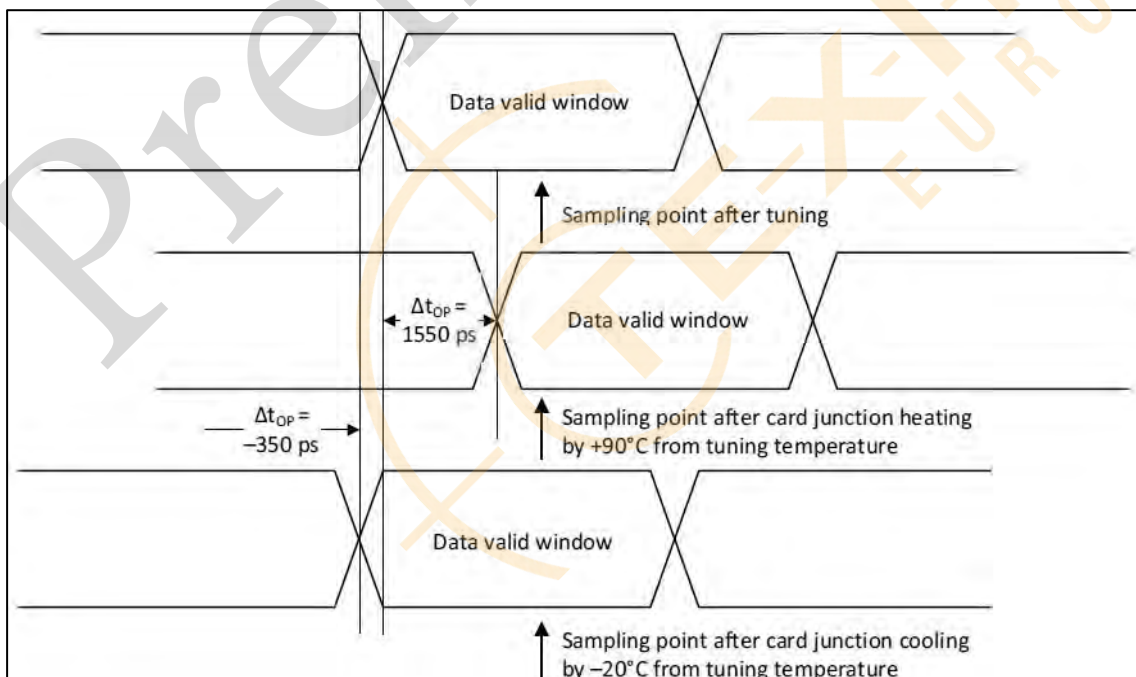 Data valid window
Sampling point after tuning
ΔtOP =
1550 ps
Data valid window
ΔtOP =
–350 ps
Sampling point after card junction heating
by +90°C from tuning temperature
Data valid window
Sampling point after card junction cooling
by –20°C from tuning temperature